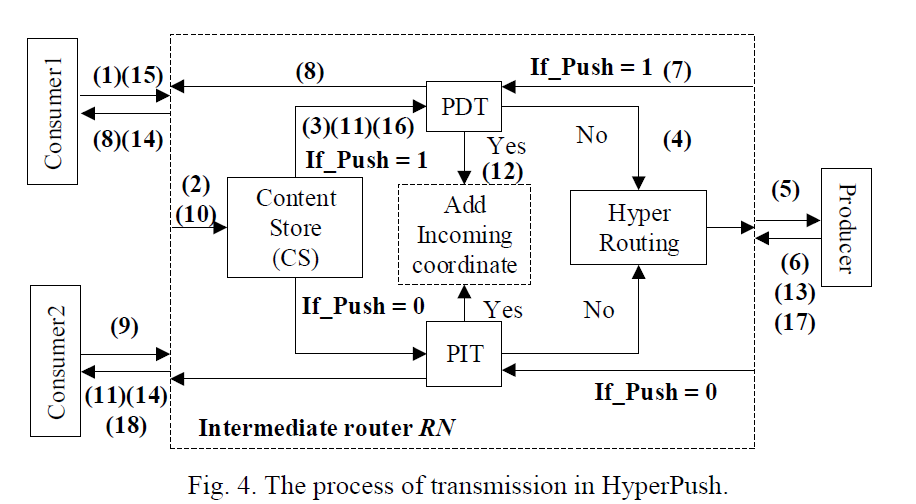 Consumer1
(1)(15)
(8)(14)
(8)
If_Push = 1
(7)
PDT
(3)(11)(16)
If_Push = 1
Yes
(12)
No
(4)
(2)
(10)
Content
Store
(CS)
Add
Incoming
coordinate
Hyper
Routing
(5)
Producer
(6)
(13)
(17)
If_Push = 0
Yes
No
Consumer2
(9)
PIT
(11)(14)
(18)
If_Push = 0
Intermediate router RN
Fig. 4. The process of transmission in HyperPush.